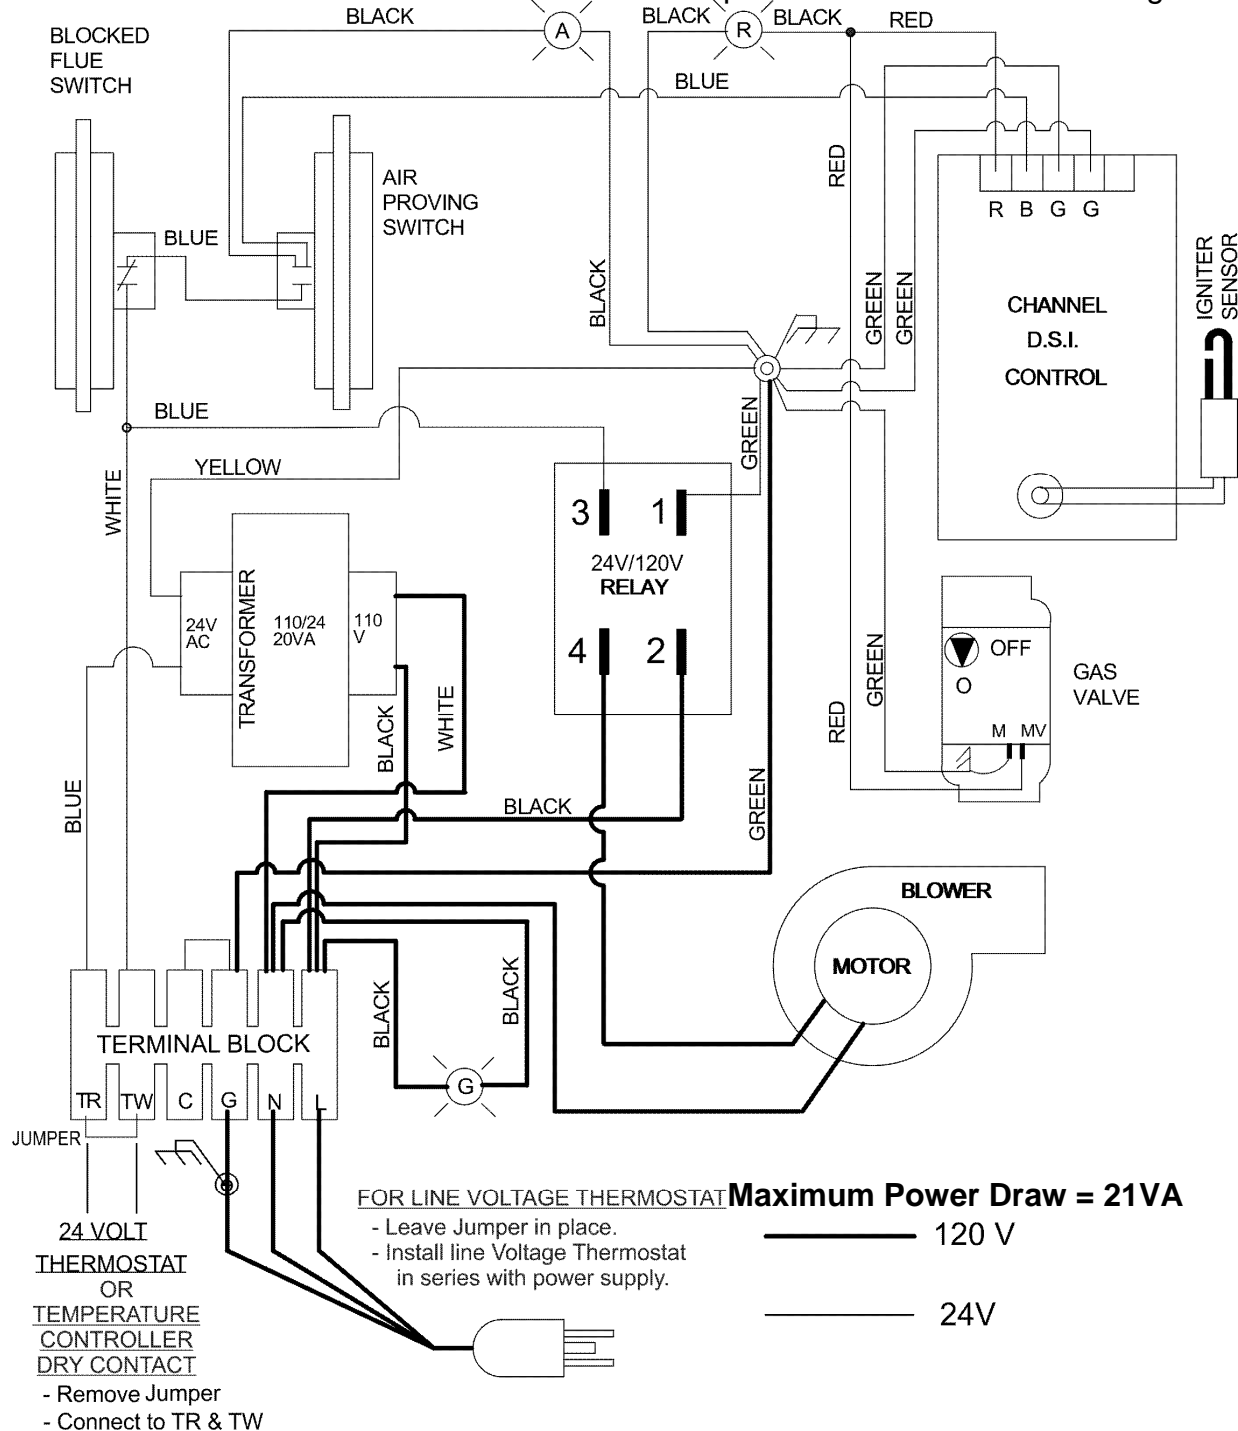 BLACK
A
BLACK
R
BLACK
RED
BLOCKED
FLUE
SWITCH
BLUE
AIR
PROVING
SWITCH
BLUE
RED
R B G G
IGNITER
SENSOR
BLACK
GREEN
GREEN
CHANNEL
D.S.I.
CONTROL
BLUE
GREEN
YELLOW
WHITE
3
1
24V/120V
RELAY
4
2
24V
AC
TRANSFORMER
110/24
20VA
110
V
OFF
O
M
MV
GAS
VALVE
GREEN
RED
WHITE
BLACK
BLUE
BLACK
GREEN
BLOWER
MOTOR
BLACK
BLACK
TERMINAL BLOCK
G
TR TW C G N L
JUMPER
24 VOLT
THERMOSTAT
OR
TEMPERATURE
CONTROLLER
DRY CONTACT
- Remove Jumper
- Connect to TR & TW
FOR LINE VOLTAGE THERMOSTAT
- Leave Jumper in place.
- Install line Voltage Thermostat
in series with power supply.
Maximum Power Draw = 21VA
120 V
24V